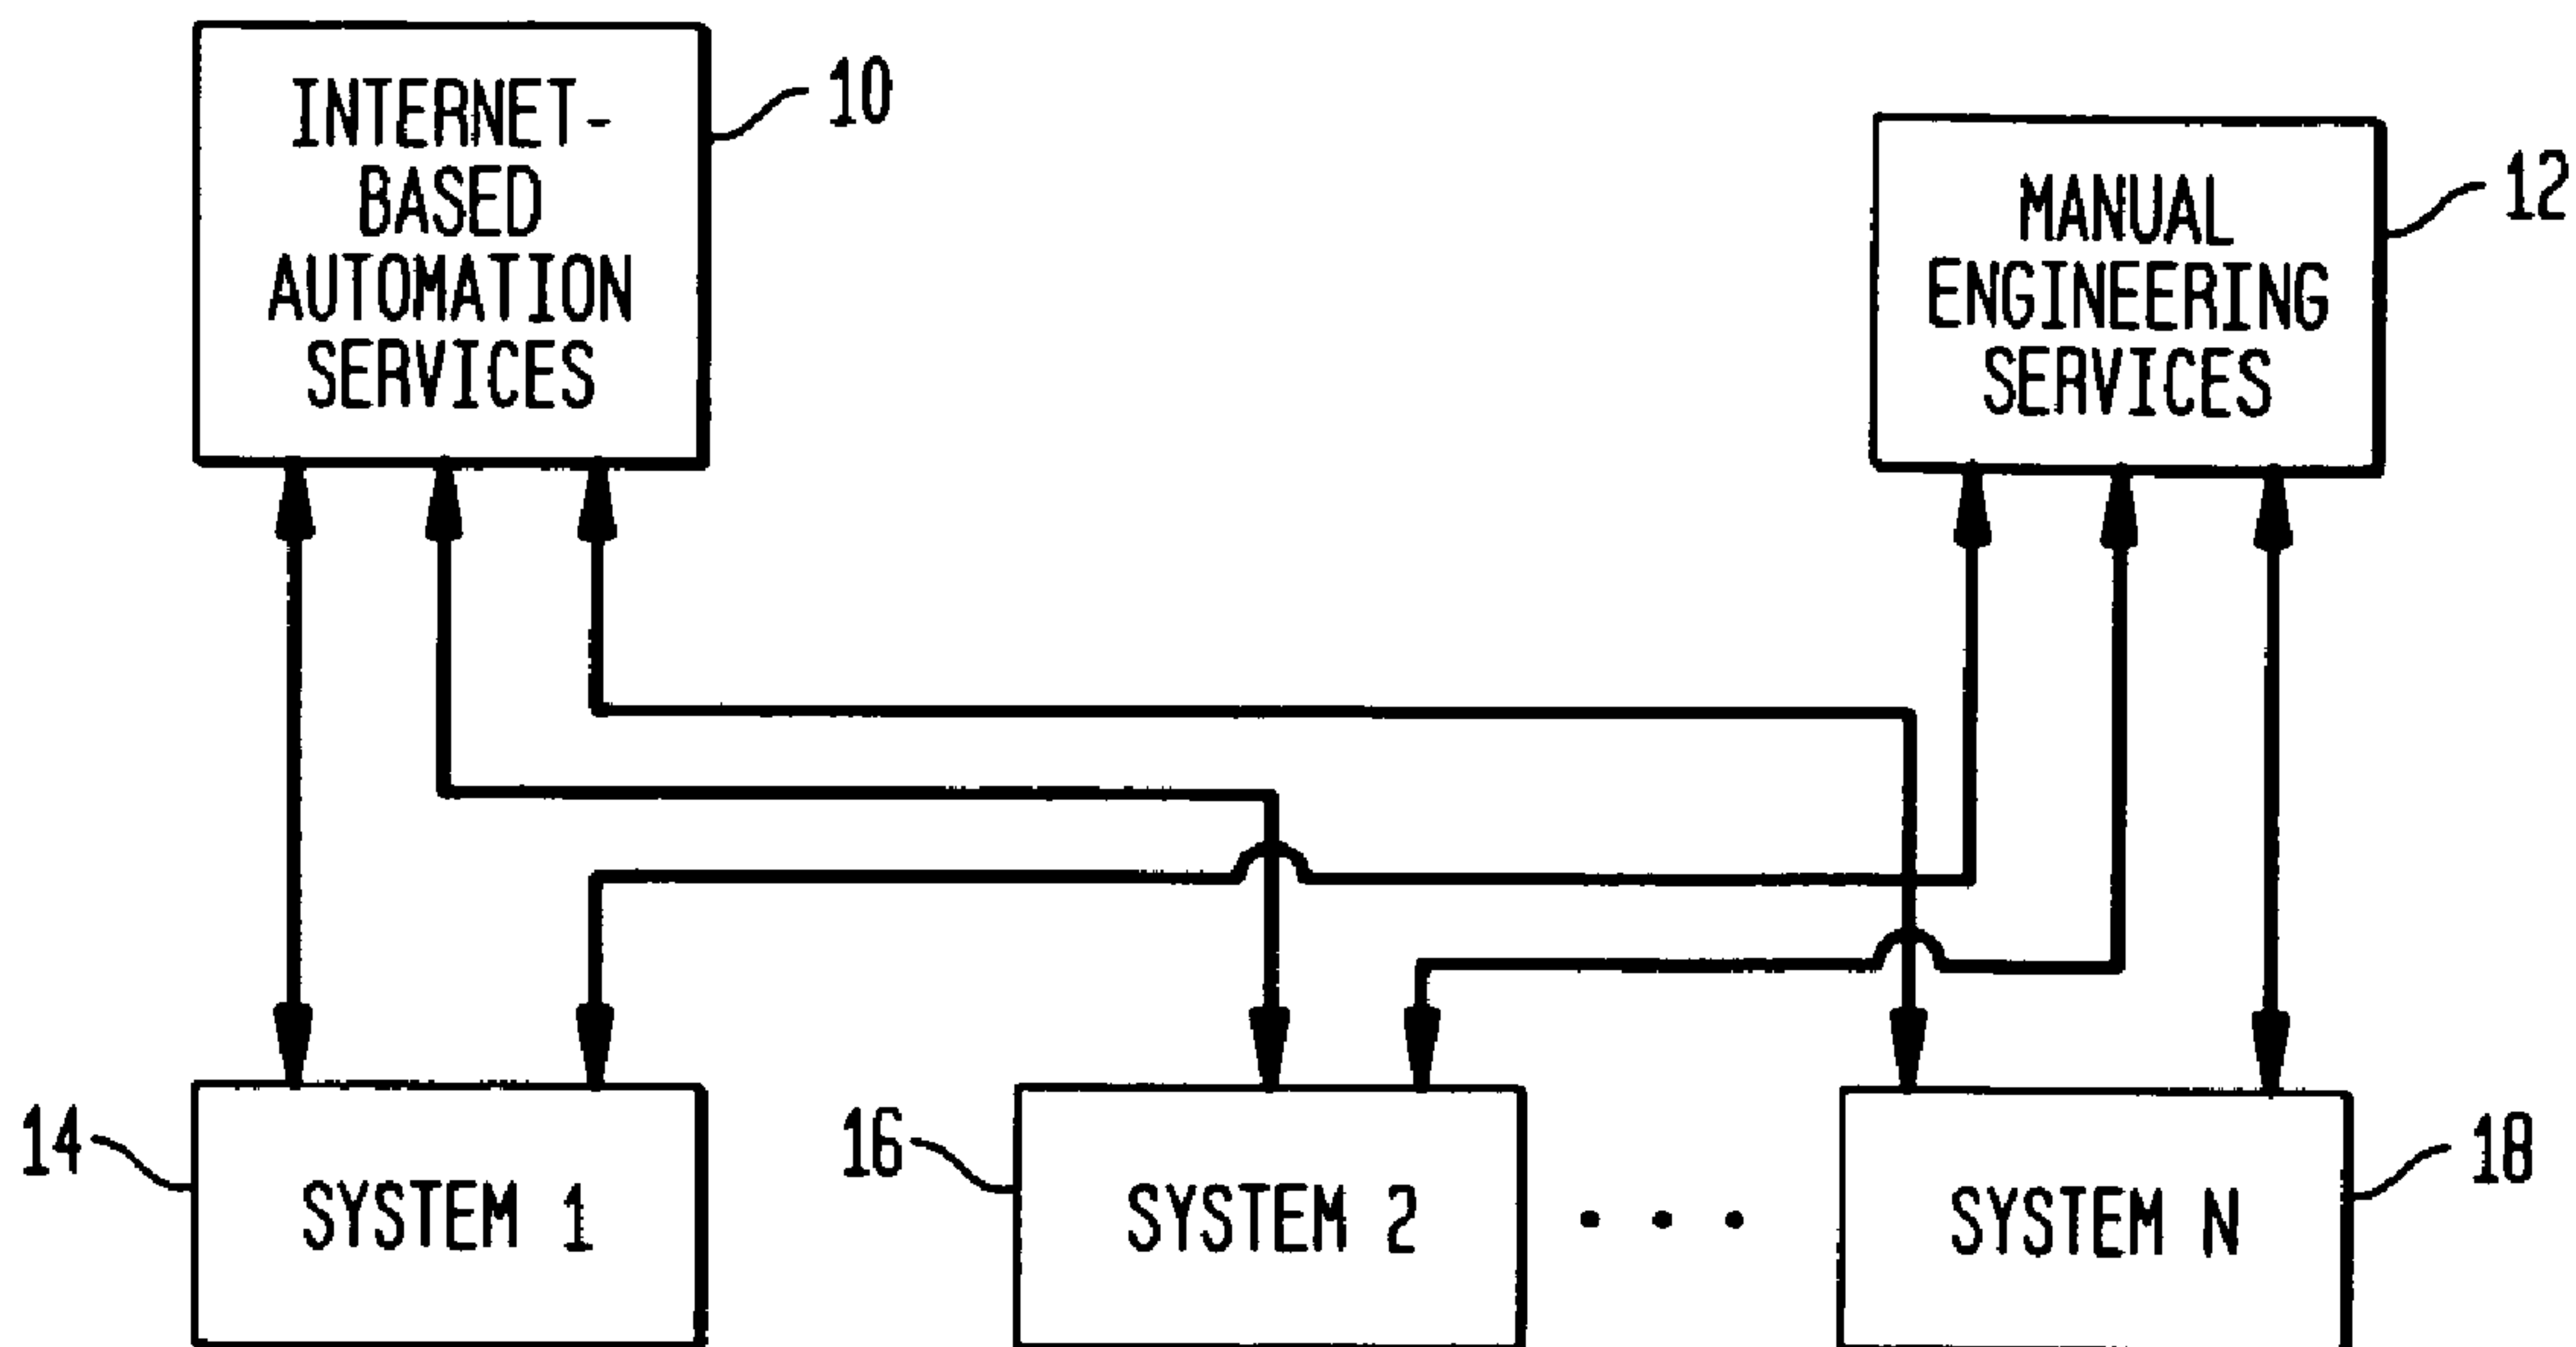 INTERNET-
BASED
AUTOMATION
SERVICES
10
MANUAL
ENGINEERING
SERVICES
12
14
SYSTEM 1
16
SYSTEM 2
• • •
SYSTEM N
18